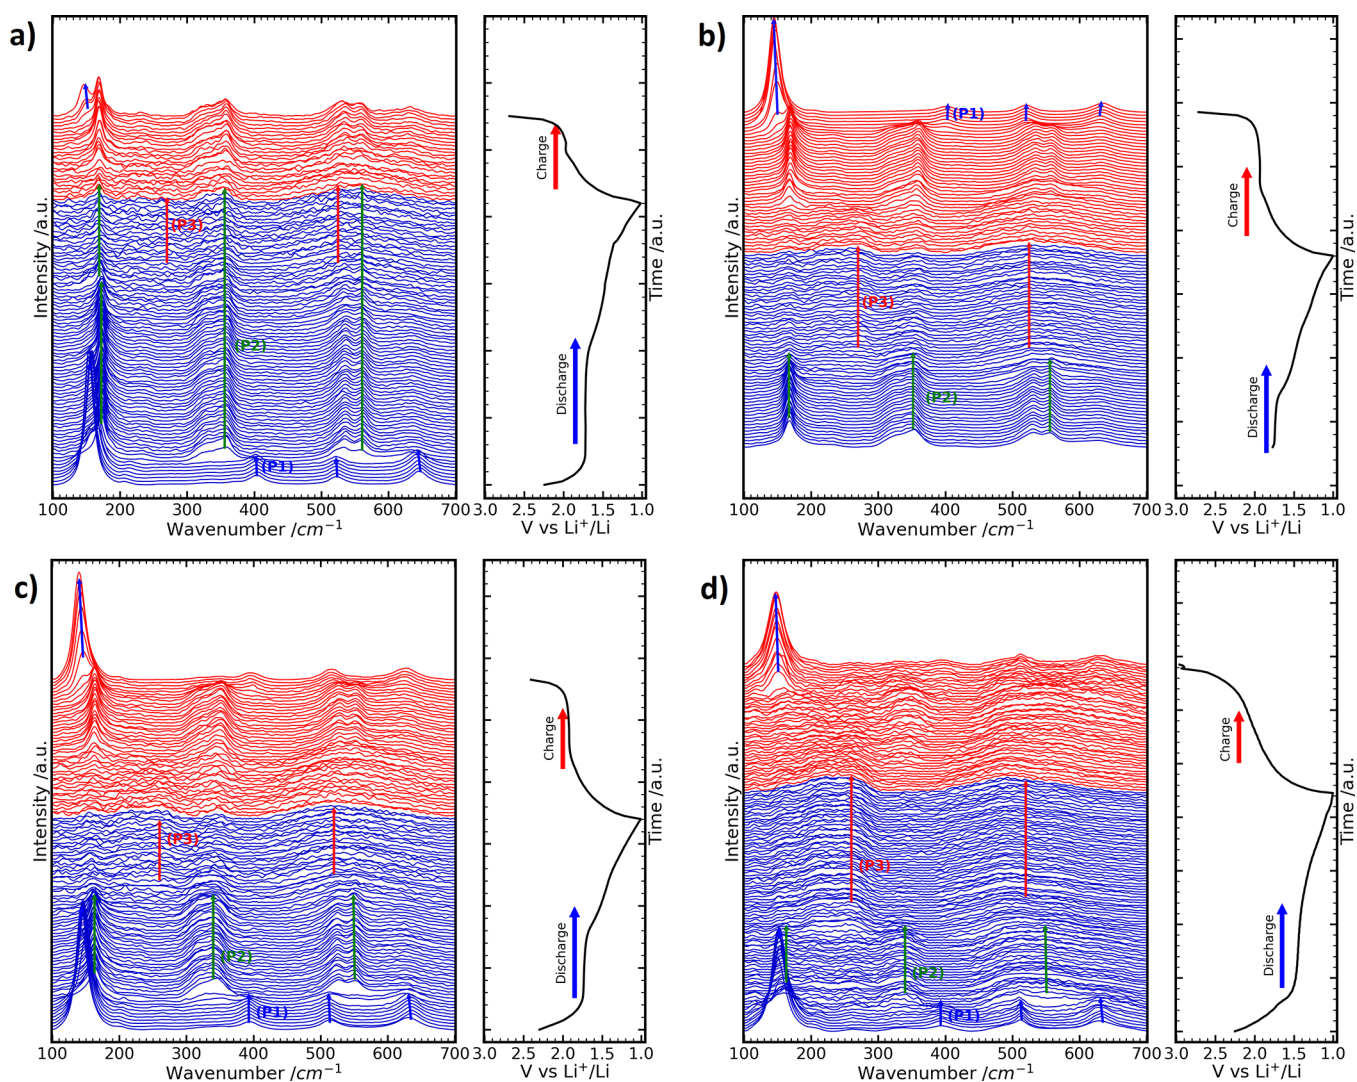 a)
Intensity /a.u.
(P3)
(P2)
(P1)
100 200 300 400 500 600 700
Wavenumber /cm⁻¹
Charge
Discharge
Time /a.u.
3.0 2.5 2.0 1.5 1.0
V vs Li⁺/Li
b)
Intensity /a.u.
(P1)
(P3)
(P2)
100 200 300 400 500 600 700
Wavenumber /cm⁻¹
Charge
Discharge
Time /a.u.
3.0 2.5 2.0 1.5 1.0
V vs Li⁺/Li
c)
Intensity /a.u.
(P3)
(P2)
(P1)
100 200 300 400 500 600 700
Wavenumber /cm⁻¹
Charge
Discharge
Time /a.u.
3.0 2.5 2.0 1.5 1.0
V vs Li⁺/Li
d)
Intensity /a.u.
(P3)
(P2)
(P1)
100 200 300 400 500 600 700
Wavenumber /cm⁻¹
Charge
Discharge
Time /a.u.
3.0 2.5 2.0 1.5 1.0
V vs Li⁺/Li